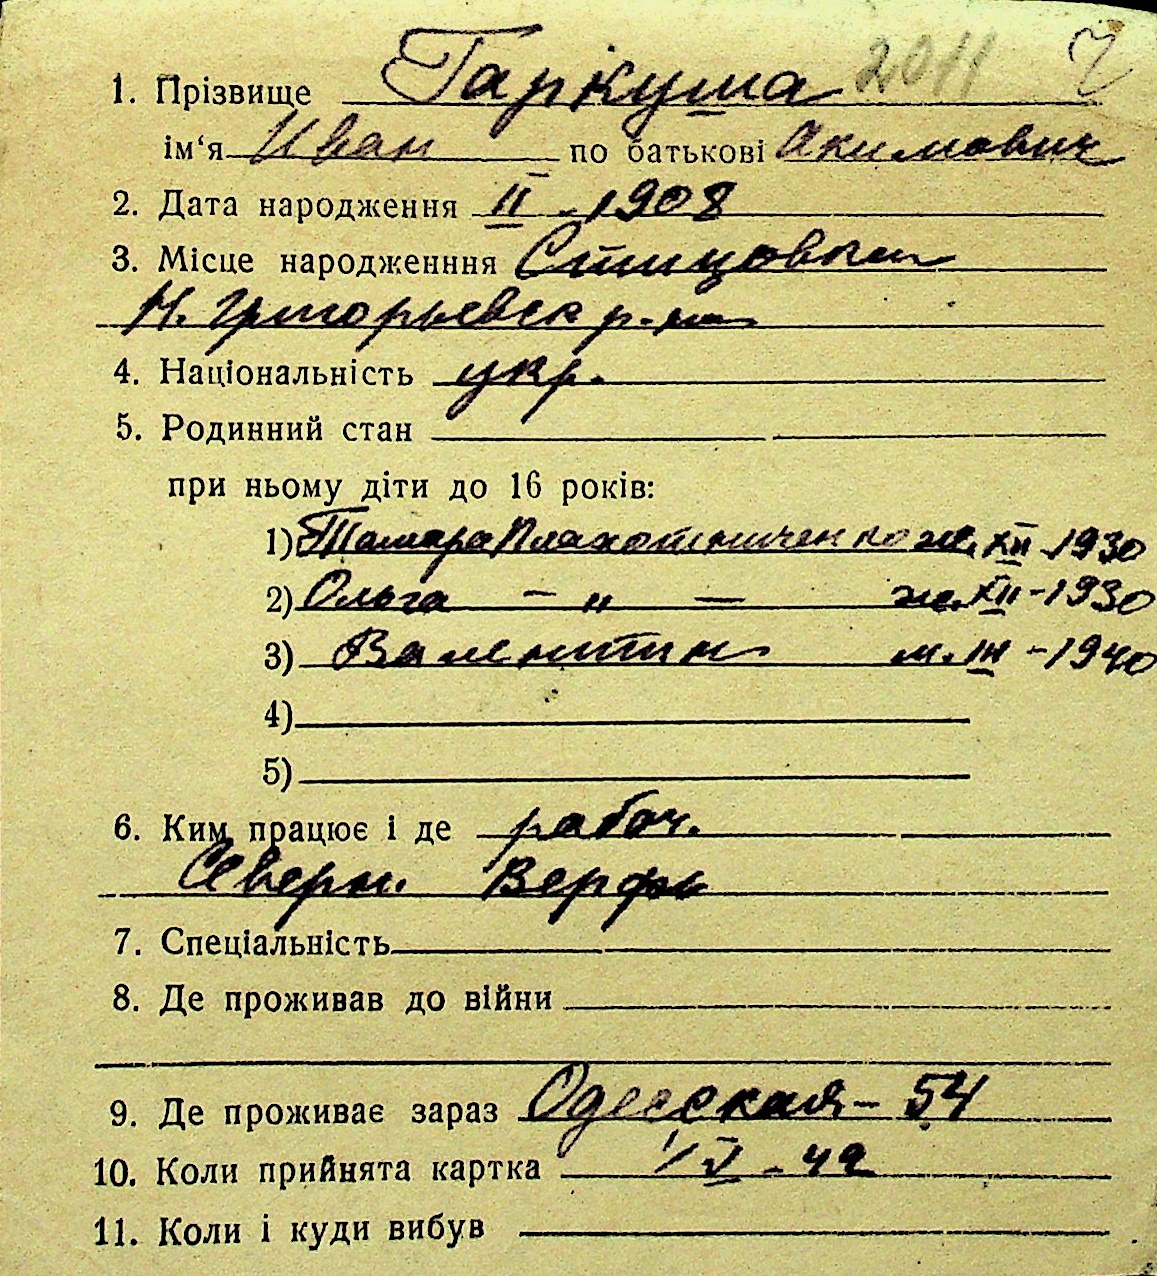 2011
1. Прізвище Гаркуша
ім‘я Иван по батькові Акимович
2. Дата народження II - 1908
3. Місце народженння
Н. Григорьевск р-на
4. Національність укр.
5. Родинний стан
при ньому діти до 16 років:
1) Тамара Плахотниченко ж. XII - 1930
2) Ольга — „ — ж. XII - 1930
3) Валентин м. III - 1940
4)
5)
6. Ким працює і де рабоч.
Северн. Верфь
7. Спеціальність
8. Де проживав до війни
9. Де проживає зараз Одесская - 54
10. Коли прийнята картка 1/V - 42
11. Коли і куди вибув